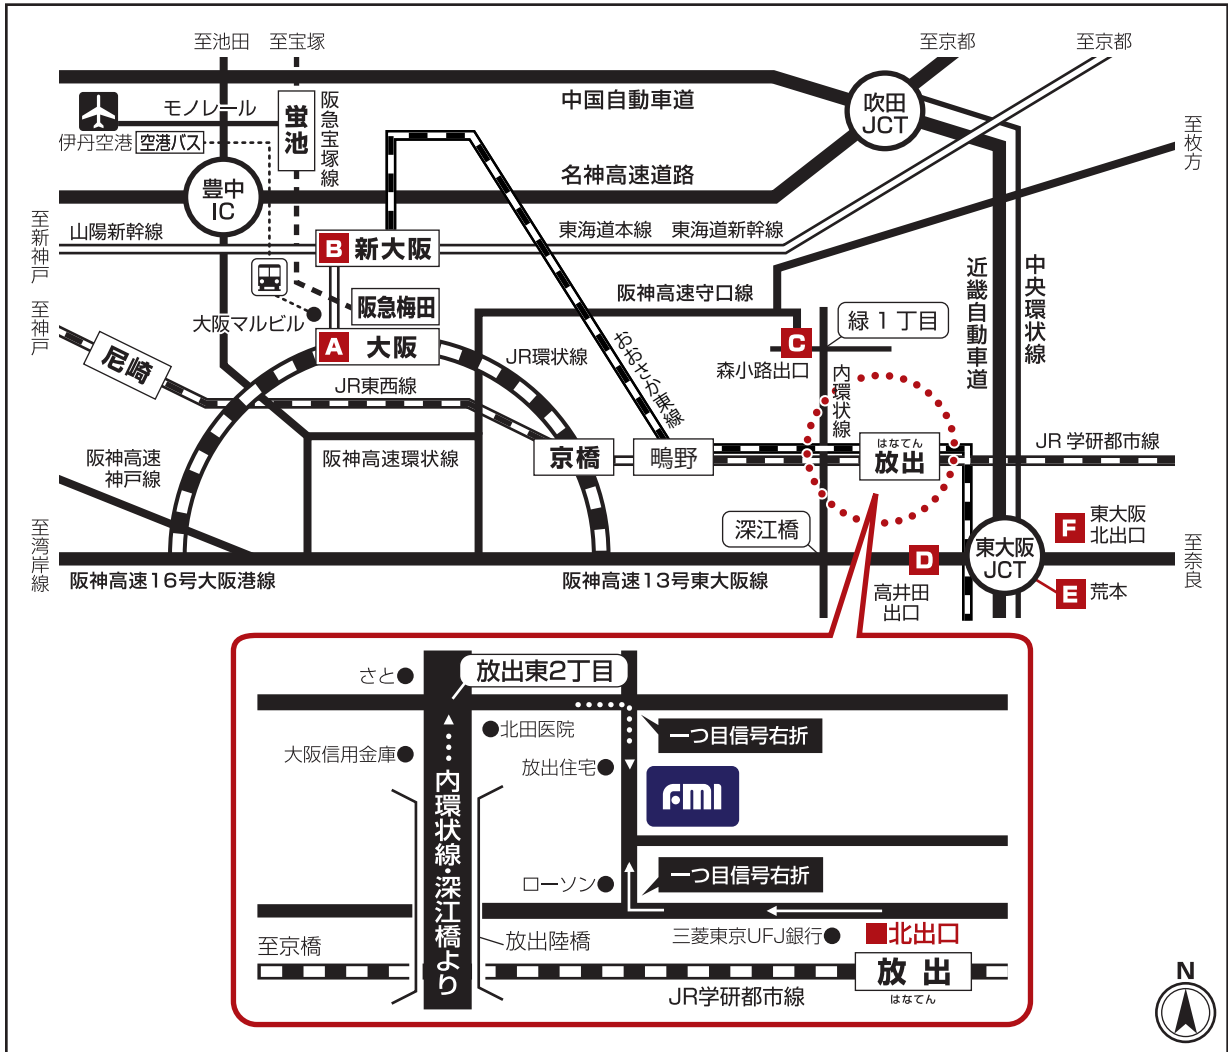 至池田
至宝塚
至京都
至京都
中国自動車道
吹田
JCT
モノレール
蛍池
阪急宝塚線
伊丹空港
空港バス
至枚方
名神高速道路
豊中
IC
至新神戸
山陽新幹線
B
新大阪
東海道本線
東海道新幹線
近畿自動車道
中央環状線
至神戸
阪急梅田
阪神高速守口線
緑1丁目
大阪マルビル
A
大阪
C
JR環状線
おおさか東線
森小路出口
内環状線
尼崎
JR東西線
阪神高速
神戸線
阪神高速環状線
京橋
鴫野
はなてん
放出
JR学研都市線
至湾岸線
深江橋
F
東大阪
北出口
至奈良
阪神高速16号大阪港線
阪神高速13号東大阪線
D
高井田
出口
東大阪
JCT
E
荒本
さと
放出東2丁目
北田医院
一つ目信号右折
大阪信用金庫
放出住宅
FMI
内環状線・深江橋より
ローソン
一つ目信号右折
至京橋
放出陸橋
三菱東京UFJ銀行
北出口
放出
はなてん
JR学研都市線
N